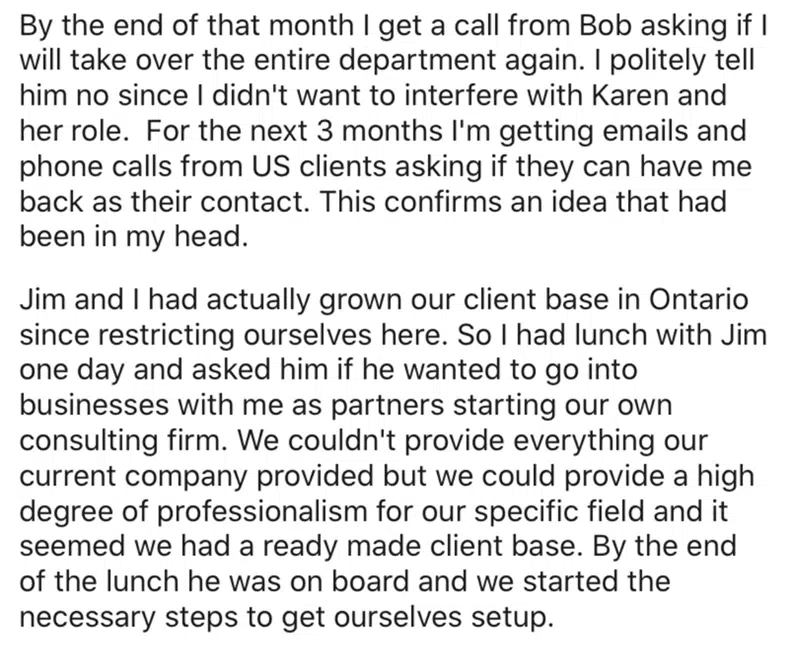 By the end of that month I get a call from Bob asking if I
will take over the entire department again. I politely tell
him no since I didn't want to interfere with Karen and
her role.  For the next 3 months I'm getting emails and
phone calls from US clients asking if they can have me
back as their contact. This confirms an idea that had
been in my head.
Jim and I had actually grown our client base in Ontario
since restricting ourselves here. So I had lunch with Jim
one day and asked him if he wanted to go into
businesses with me as partners starting our own
consulting firm. We couldn't provide everything our
current company provided but we could provide a high
degree of professionalism for our specific field and it
seemed we had a ready made client base. By the end
of the lunch he was on board and we started the
necessary steps to get ourselves setup.